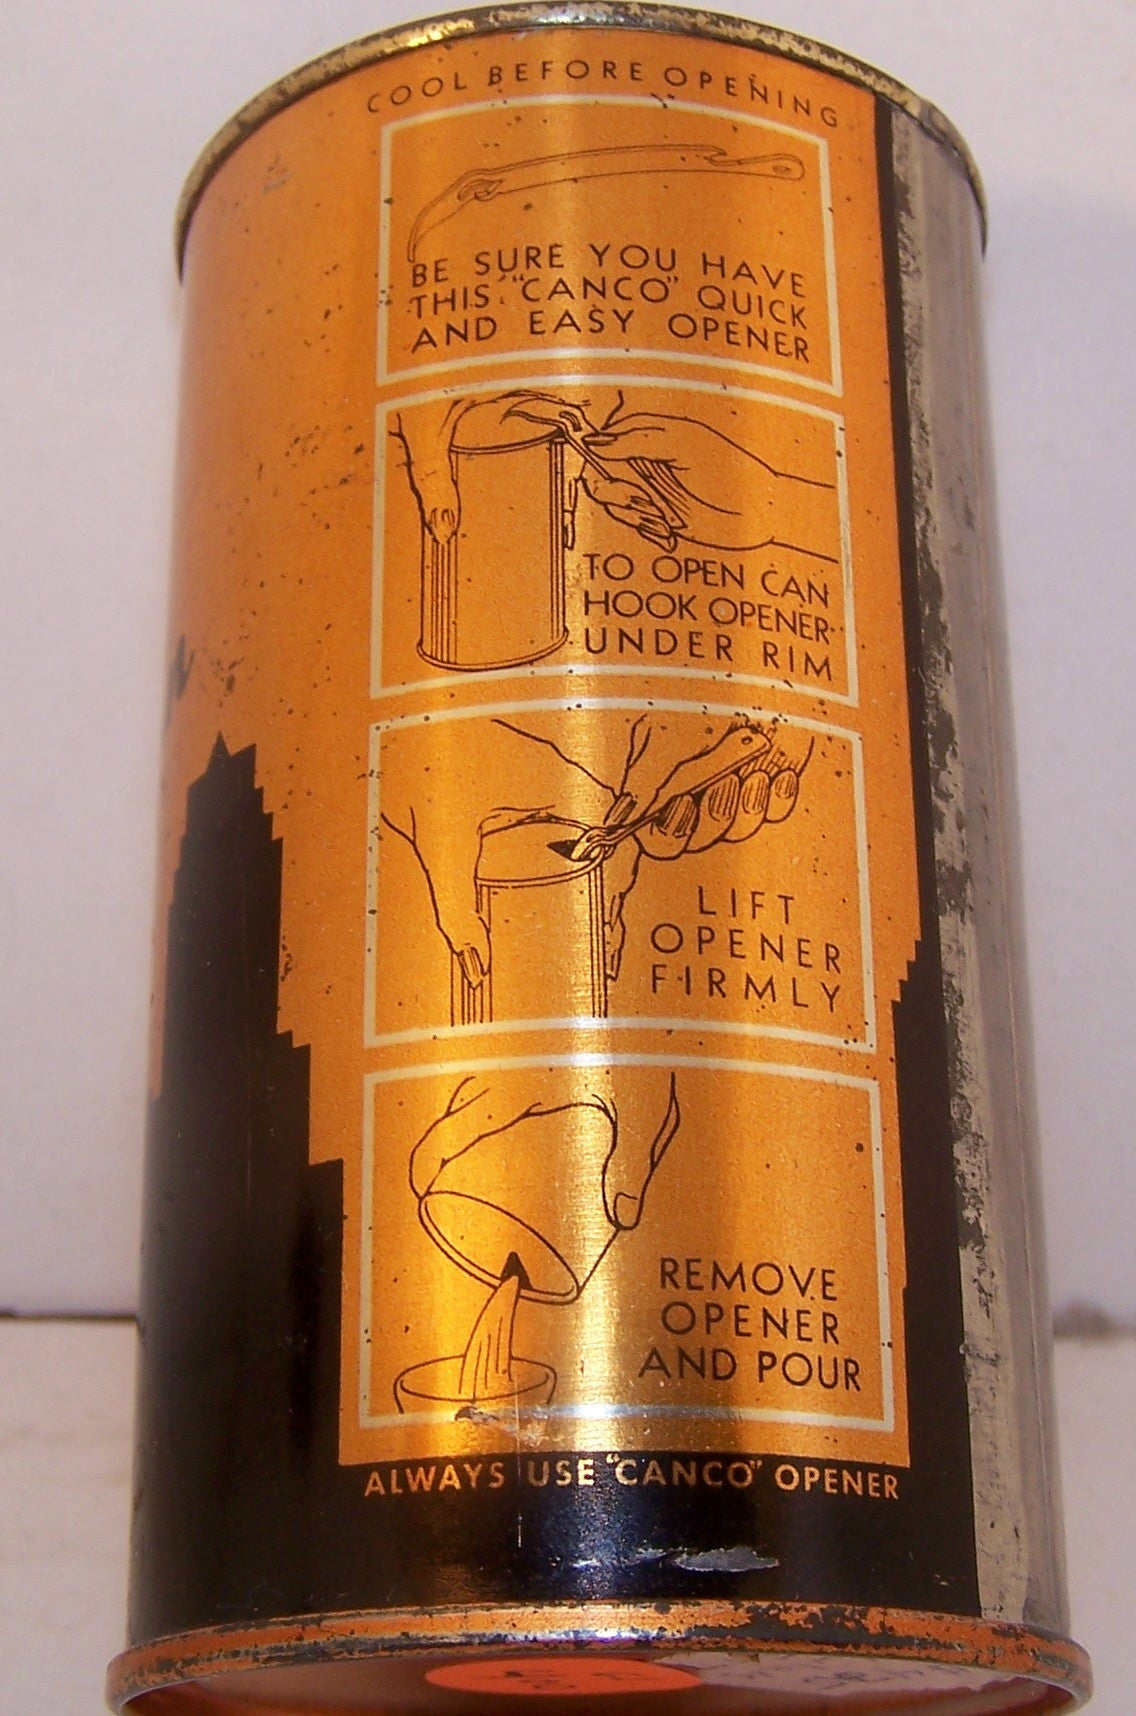 COOL BEFORE OPENING
BE SURE YOU HAVE
THIS "CANCO" QUICK
AND EASY OPENER
TO OPEN CAN
HOOK OPENER
UNDER RIM
LIFT
OPENER
FIRMLY
REMOVE
OPENER
AND POUR
ALWAYS USE "CANCO" OPENER